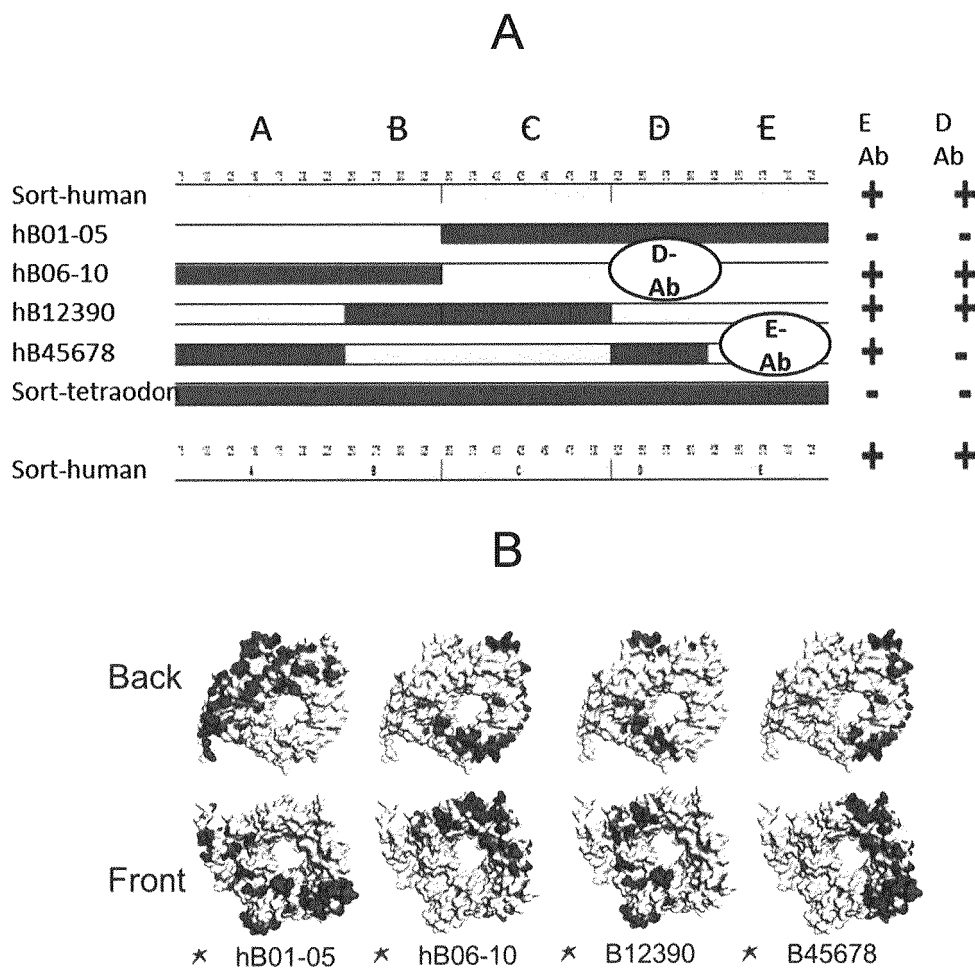 A
A B C D E
E Ab
D Ab
Sort-human + +
hB01-05 - -
hB06-10 + +
D-Ab
hB12390 + +
hB45678 + -
E-Ab
Sort-tetraodor - -
Sort-human + +
B
Back
Front
hB01-05 hB06-10 B12390 B45678